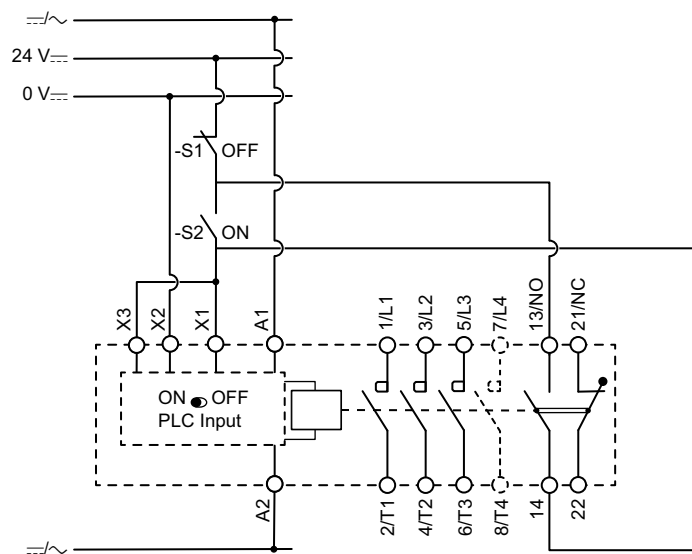 ⎓/∼
24 V⎓
0 V⎓
-S1 OFF
-S2 ON
X3
X2
X1
A1
1/L1
3/L2
5/L3
7/L4
13/NO
21/NC
ON OFF
PLC Input
A2
2/T1
4/T2
6/T3
8/T4
14
22
⎓/∼